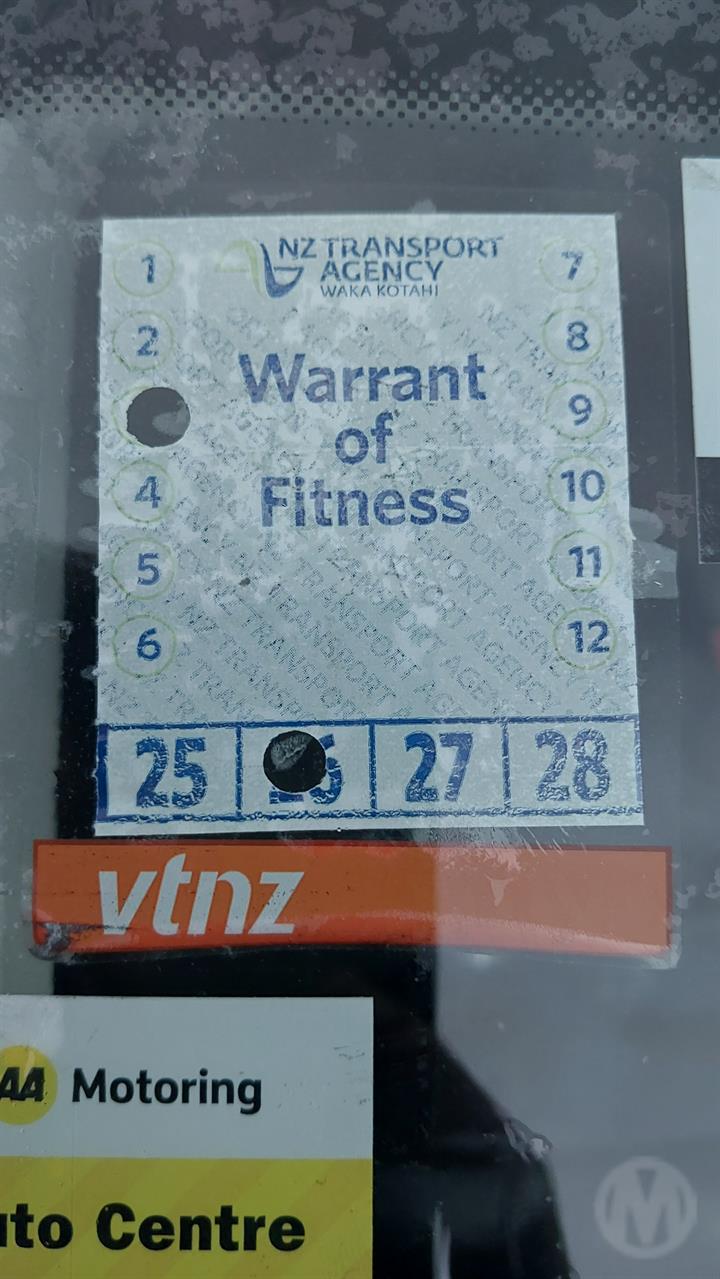 NZ TRANSPORT
AGENCY
WAKA KOTAHI
1
7
2
8
Warrant
of
Fitness
9
4
10
5
11
6
12
25
27
28
vtnz
AA Motoring
Centre
M